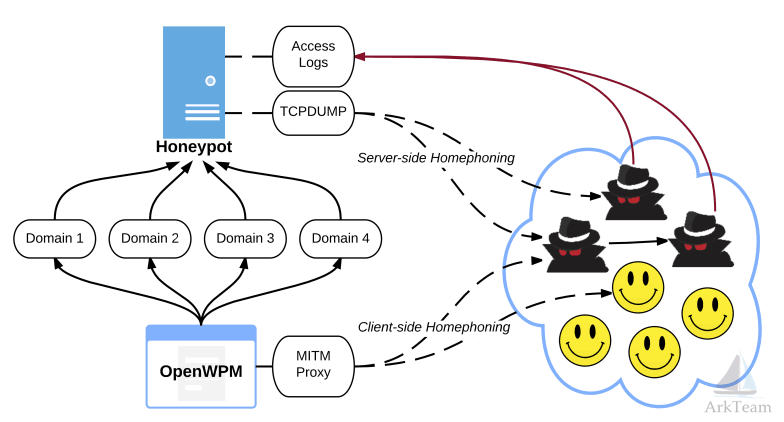 Access
Logs
TCPDUMP
Honeypot
Server-side Homephoning
Domain 1
Domain 2
Domain 3
Domain 4
Client-side Homephoning
OpenWPM
MITM
Proxy
ArkTeam